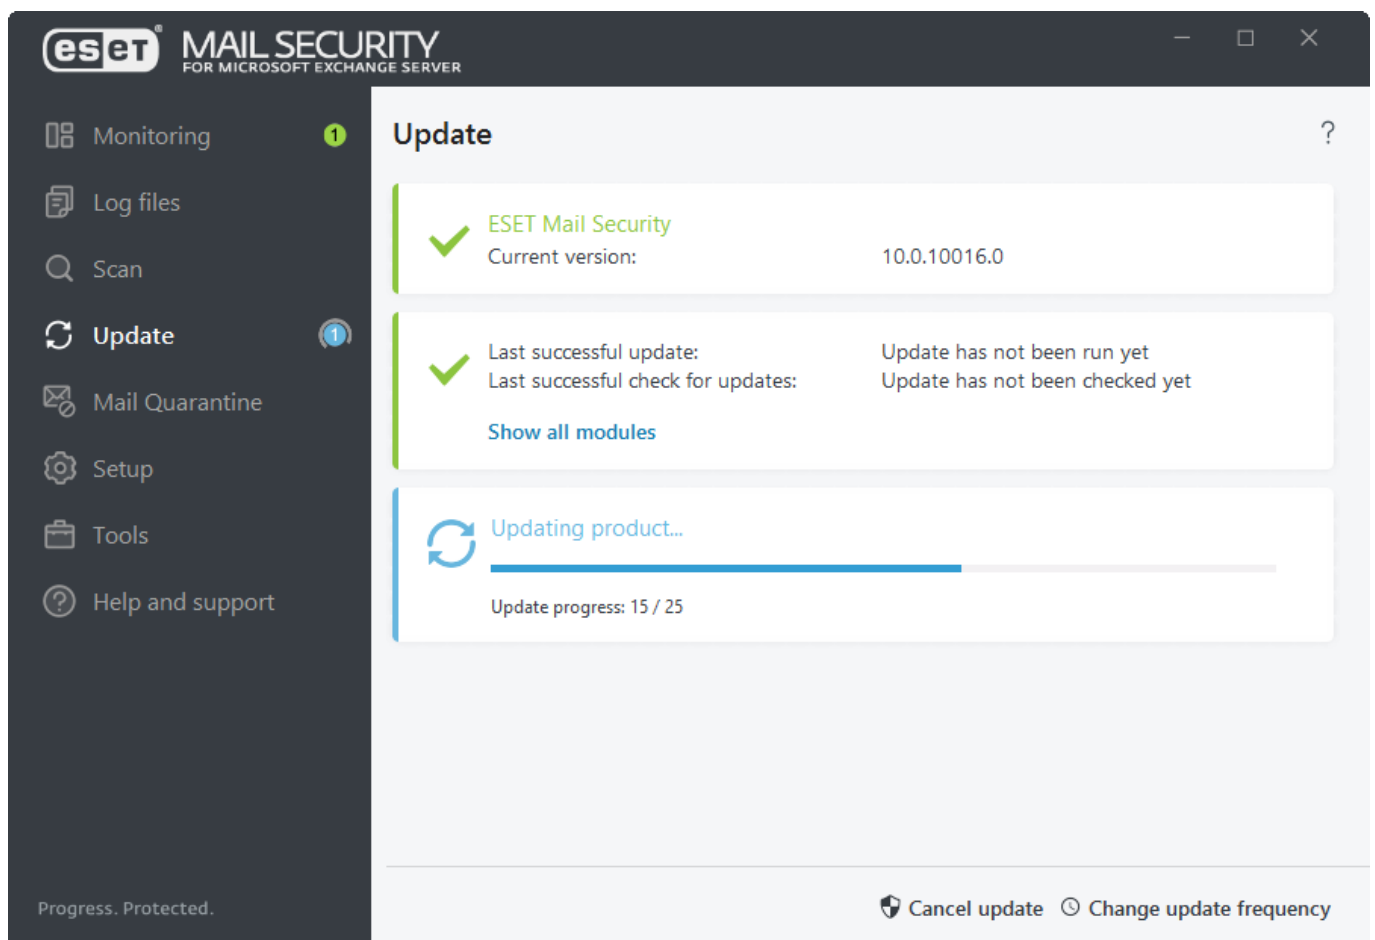 eset® MAIL SECURITY
FOR MICROSOFT EXCHANGE SERVER
Monitoring 1
Log files
Scan
Update 1
Mail Quarantine
Setup
Tools
Help and support
Progress. Protected.
Update ?
ESET Mail Security
Current version: 10.0.10016.0
Last successful update: Update has not been run yet
Last successful check for updates: Update has not been checked yet
Show all modules
Updating product...
Update progress: 15 / 25
Cancel update Change update frequency